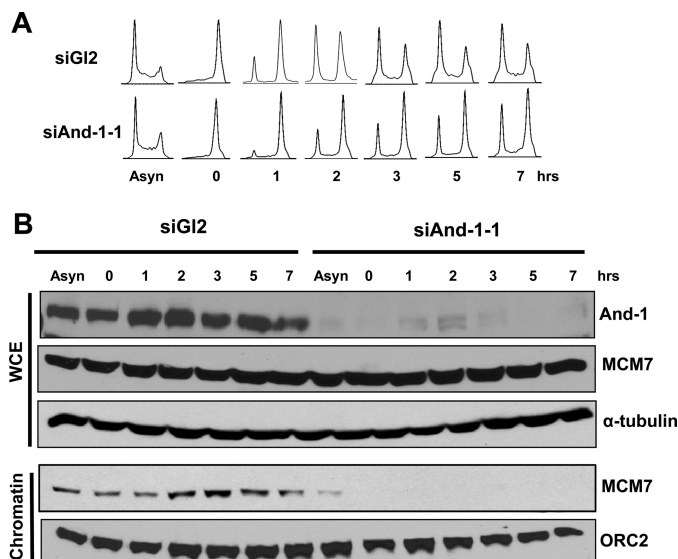 A
siGl2
siAnd-1-1
Asyn 0 1 2 3 5 7 hrs
B
siGl2 siAnd-1-1
Asyn 0 1 2 3 5 7 Asyn 0 1 2 3 5 7 hrs
WCE
And-1
MCM7
α-tubulin
Chromatin
MCM7
ORC2